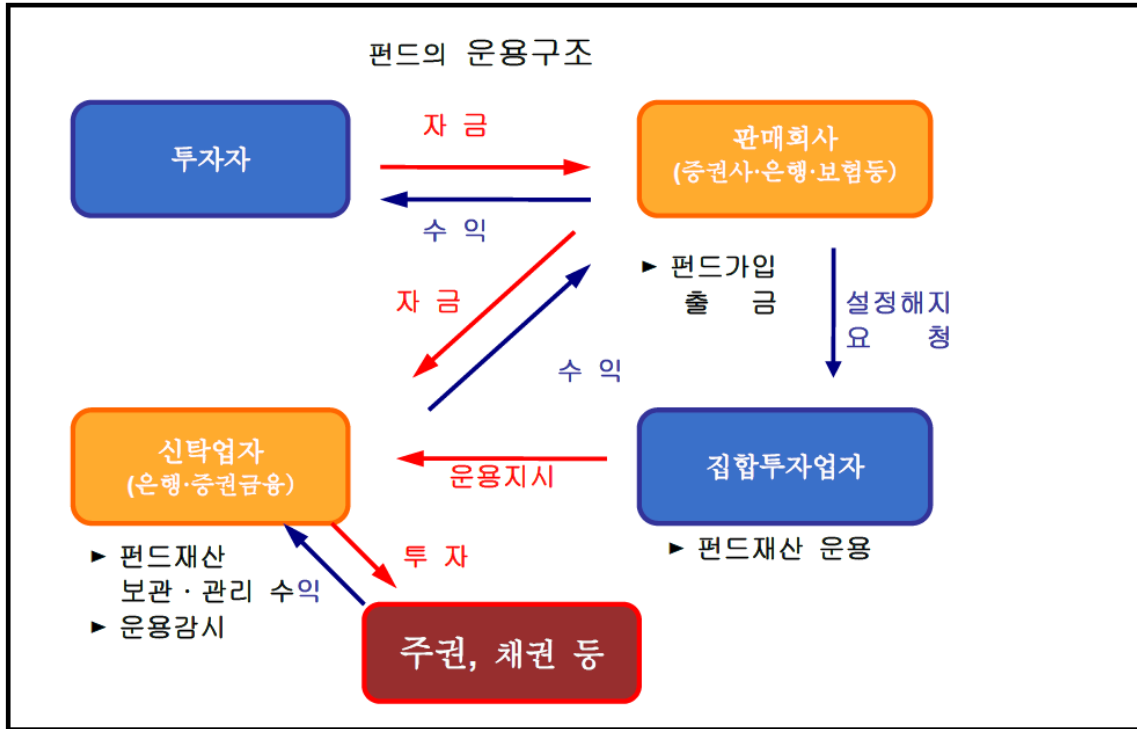 펀드의 운용구조
투자자
자 금
수 익
판매회사
(증권사·은행·보험등)
► 펀드가입
출 금
설정해지
요 청
자 금
수 익
신탁업자
(은행·증권금융)
운용지시
집합투자업자
► 펀드재산 운용
► 펀드재산
보관·관리 수익
► 운용감시
투 자
주권, 채권 등